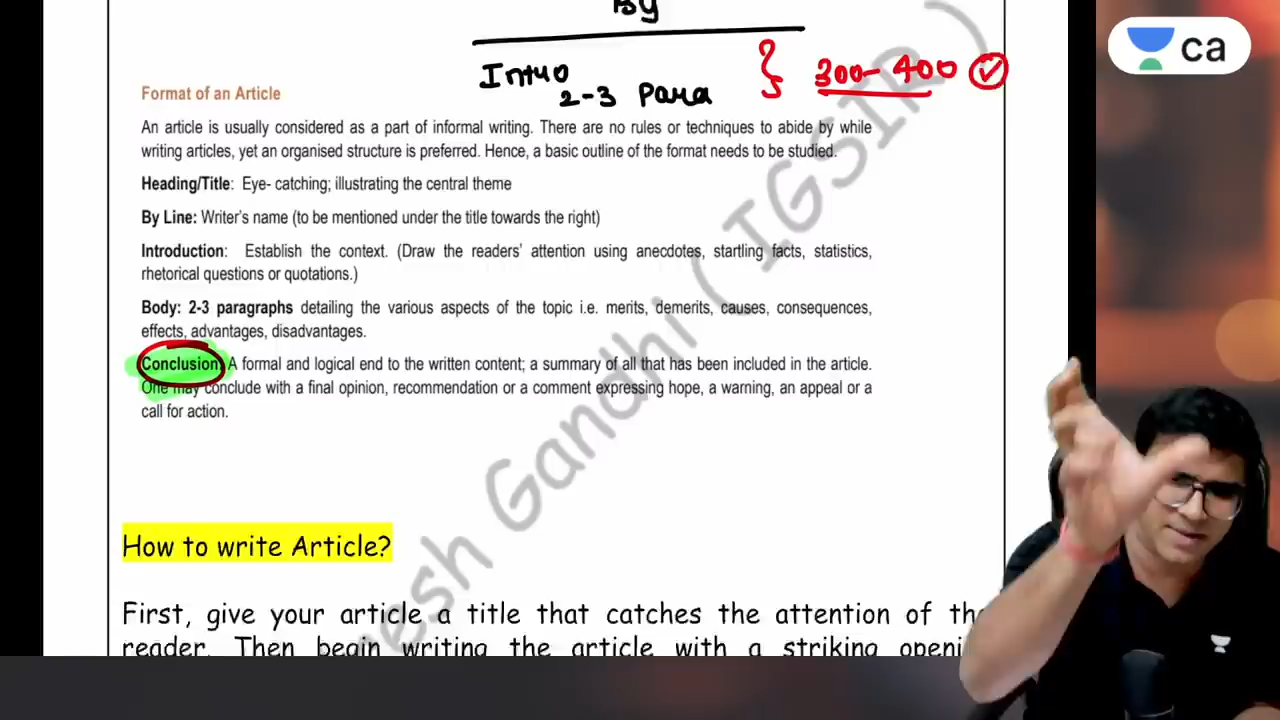 By
ca
Intro
2-3 Para
300-400
Format of an Article
An article is usually considered as a part of informal writing. There are no rules or techniques to abide by while
writing articles, yet an organised structure is preferred. Hence, a basic outline of the format needs to be studied.
Heading/Title: Eye- catching; illustrating the central theme
By Line: Writer's name (to be mentioned under the title towards the right)
Introduction: Establish the context. (Draw the readers' attention using anecdotes, startling facts, statistics,
rhetorical questions or quotations.)
Body: 2-3 paragraphs detailing the various aspects of the topic i.e. merits, demerits, causes, consequences,
effects, advantages, disadvantages.
Conclusion: A formal and logical end to the written content; a summary of all that has been included in the article.
One may conclude with a final opinion, recommendation or a comment expressing hope, a warning, an appeal or a
call for action.
esh Gandhi ( IGSIR )
How to write Article?
First, give your article a title that catches the attention of the
reader. Then begin writing the article with a striking openi